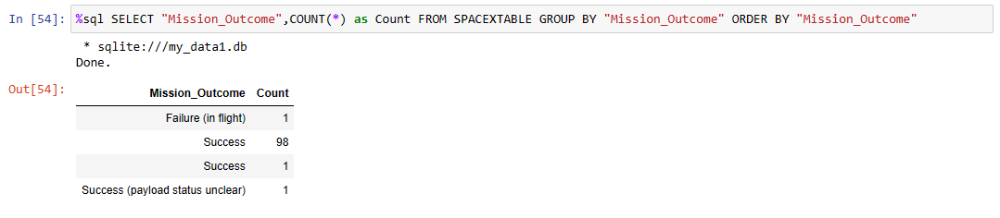 In [54]: %sql SELECT "Mission_Outcome",COUNT(*) as Count FROM SPACEXTABLE GROUP BY "Mission_Outcome" ORDER BY "Mission_Outcome"
* sqlite:///my_data1.db
Done.
Out[54]:
Mission_Outcome Count
Failure (in flight) 1
Success 98
Success 1
Success (payload status unclear) 1